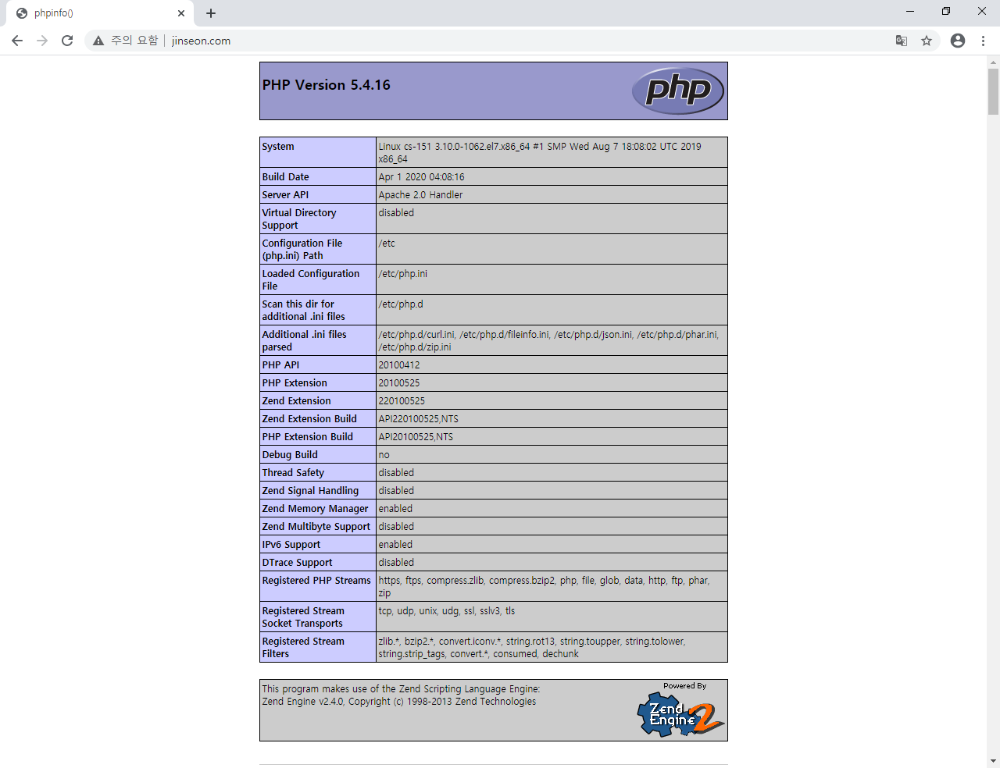 phpinfo()
주의 요함
jinseon.com
PHP Version 5.4.16
php
System
Linux cs-151 3.10.0-1062.el7.x86_64 #1 SMP Wed Aug 7 18:08:02 UTC 2019
x86_64
Build Date
Apr 1 2020 04:08:16
Server API
Apache 2.0 Handler
Virtual Directory
Support
disabled
Configuration File
(php.ini) Path
/etc
Loaded Configuration
File
/etc/php.ini
Scan this dir for
additional .ini files
/etc/php.d
Additional .ini files
parsed
/etc/php.d/curl.ini, /etc/php.d/fileinfo.ini, /etc/php.d/json.ini, /etc/php.d/phar.ini,
/etc/php.d/zip.ini
PHP API
20100412
PHP Extension
20100525
Zend Extension
220100525
Zend Extension Build
API220100525,NTS
PHP Extension Build
API20100525,NTS
Debug Build
no
Thread Safety
disabled
Zend Signal Handling
disabled
Zend Memory Manager
enabled
Zend Multibyte Support
disabled
IPv6 Support
enabled
DTrace Support
disabled
Registered PHP Streams
https, ftps, compress.zlib, compress.bzip2, php, file, glob, data, http, ftp, phar,
zip
Registered Stream
Socket Transports
tcp, udp, unix, udg, ssl, sslv3, tls
Registered Stream
Filters
zlib.*, bzip2.*, convert.iconv.*, string.rot13, string.toupper, string.tolower,
string.strip_tags, convert.*, consumed, dechunk
This program makes use of the Zend Scripting Language Engine:
Zend Engine v2.4.0, Copyright (c) 1998-2013 Zend Technologies
Powered By
Zend
Engine 2